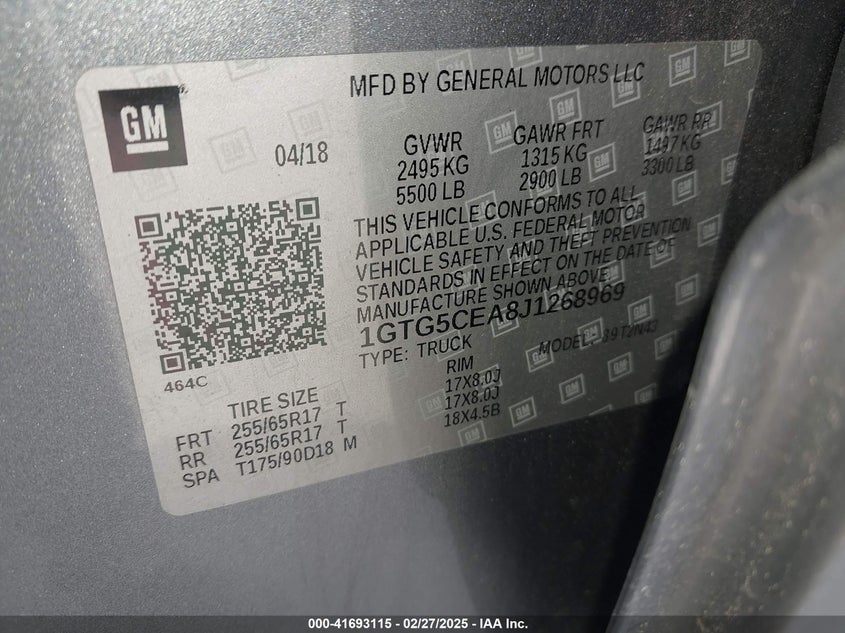 MFD BY GENERAL MOTORS LLC
GM
04/18
GVWR
2495 KG
5500 LB
GAWR FRT
1315 KG
2900 LB
GAWR RR
1497 KG
3300 LB
THIS VEHICLE CONFORMS TO ALL
APPLICABLE U.S. FEDERAL MOTOR
VEHICLE SAFETY AND THEFT PREVENTION
STANDARDS IN EFFECT ON THE DATE OF
MANUFACTURE SHOWN ABOVE.
1GTG5CEA8J1268969
TYPE: TRUCK
MODEL:
464C
TIRE SIZE
RIM
FRT 255/65R17 T 17X8.0J
RR 255/65R17 T 17X8.0J
SPA T175/90D18 M 18X4.5B
000-41693115 - 02/27/2025 - IAA Inc.